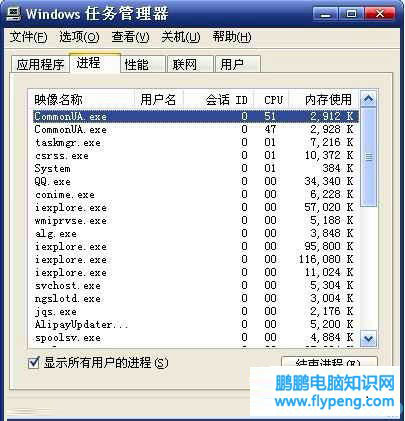 Windows 任务管理器
文件(F) 选项(O) 查看(V) 关机(U) 帮助(H)
应用程序 进程 性能 联网 用户
映像名称 用户名 会话 ID CPU 内存使用
CommonUA.exe 0 51 2,912 K
CommonUA.exe 0 47 2,928 K
taskmgr.exe 0 01 7,216 K
csrss.exe 0 01 10,372 K
System 0 01 384 K
QQ.exe 0 00 34,340 K
conime.exe 0 00 6,228 K
iexplore.exe 0 00 57,020 K
wmiprvse.exe 0 00 5,188 K
alg.exe 0 00 3,848 K
iexplore.exe 0 00 95,800 K
iexplore.exe 0 00 116,080 K
iexplore.exe 0 00 11,024 K
svchost.exe 0 00 5,304 K
ngslotd.exe 0 00 3,004 K
jqs.exe 0 00 2,176 K
AlipayUpdater... 0 00 5,200 K
spoolsv.exe 0 00 4,884 K
显示所有用户的进程(S)
结束进程(E)
鹏鹏电脑知识网
www.flypeng.com